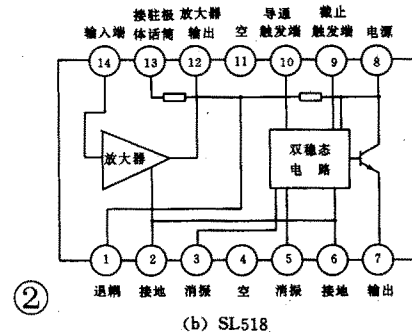 输入端 接驻极体话筒 放大器输出 空 导通触发端 截止触发端 电源
14 13 12 11 10 9 8
放大器
双稳态
电路
1 2 3 4 5 6 7
退耦 接地 消振 空 消振 接地 输出
②
(b) SL518